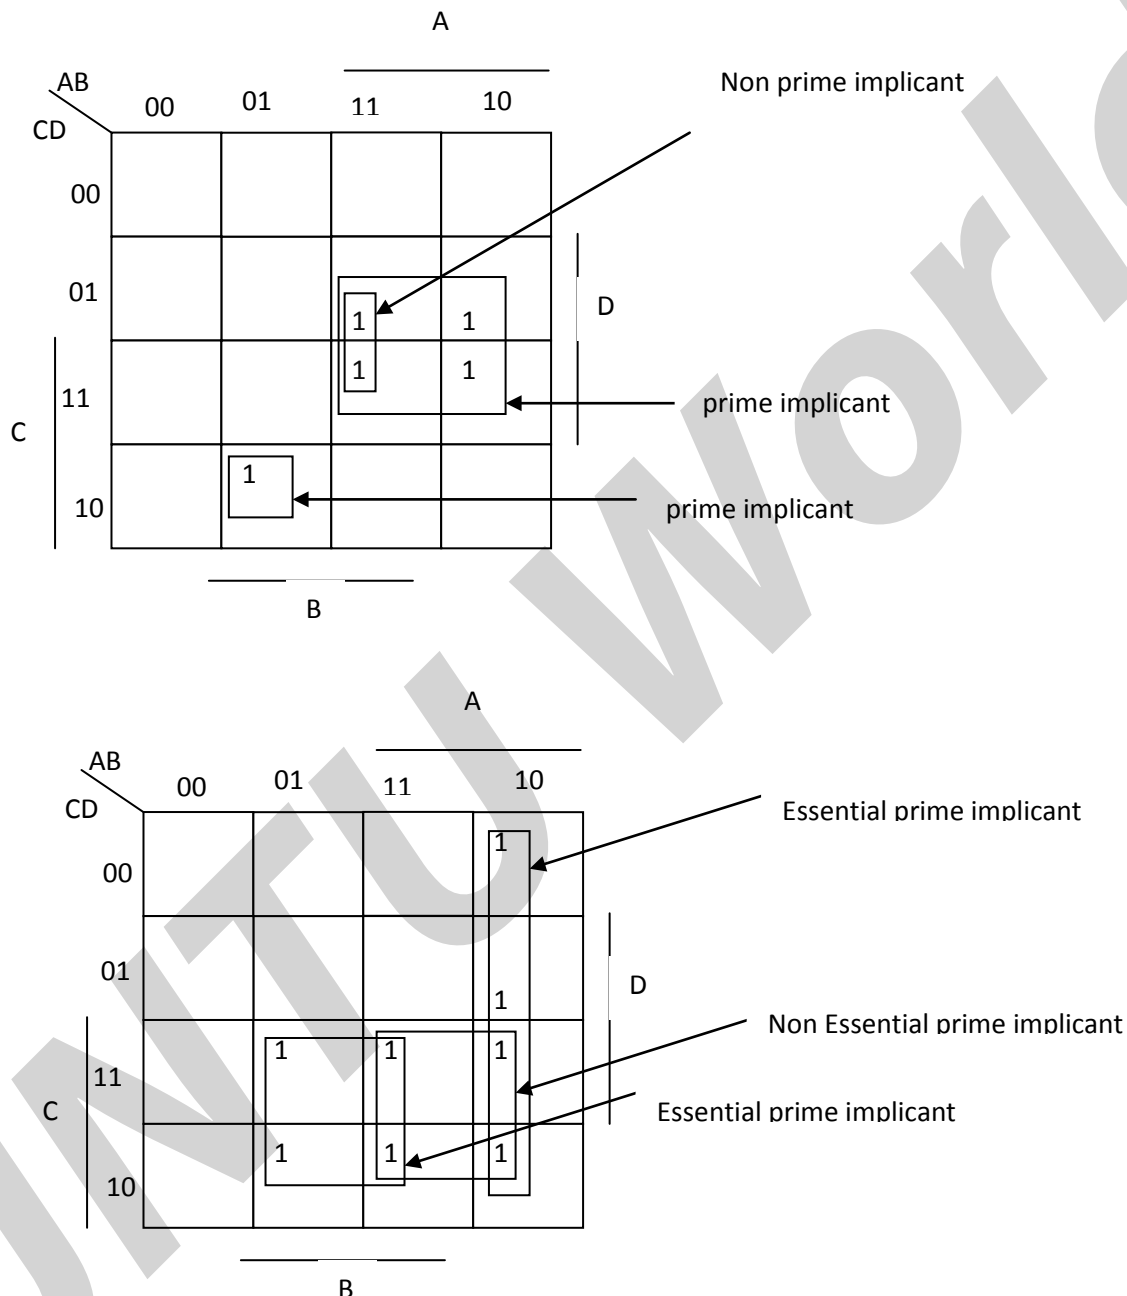 A
AB
Non prime implicant
00 01 11 10
CD
00
01
D
1 1
1 1
11
prime implicant
C
1
10
prime implicant
B
A
AB
00 01 11 10
CD
Essential prime implicant
1
00
01
D
1
Non Essential prime implicant
1 1 1
11
C
Essential prime implicant
1 1 1
10
B
NTU World